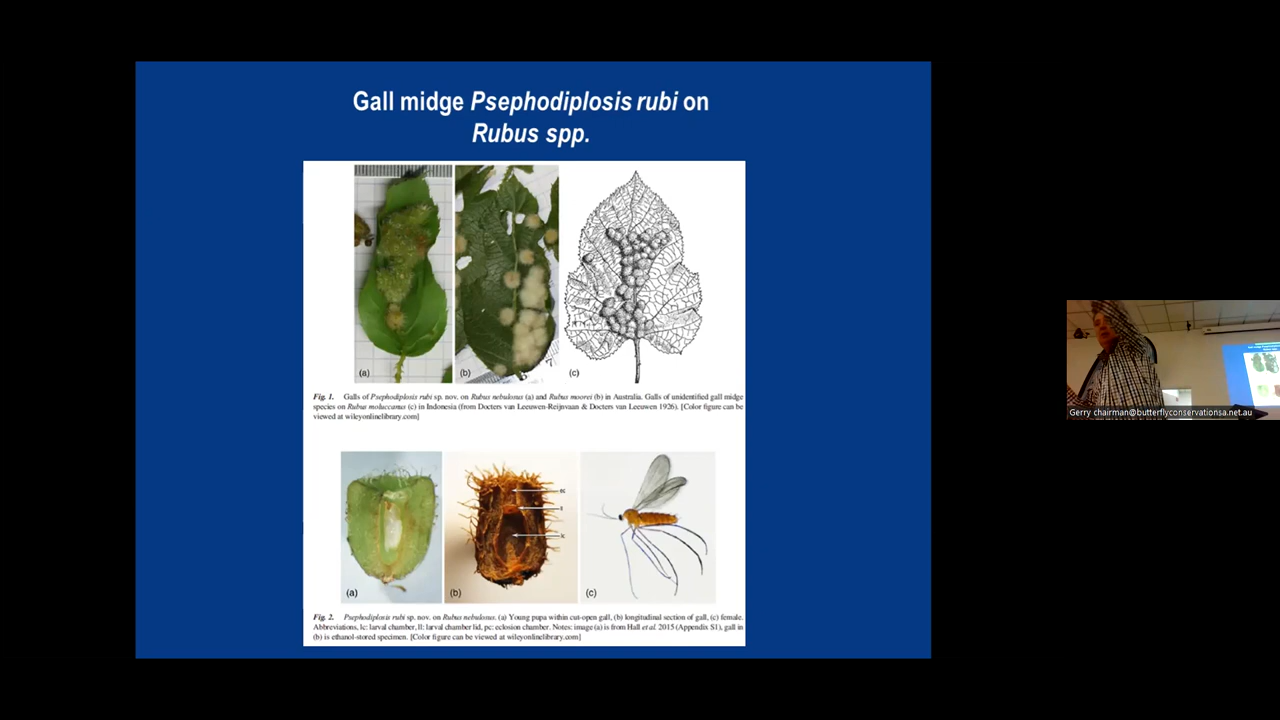 Gall midge Psephodiplosis rubi on
Rubus spp.
(a)
(b)
(c)
Fig. 1. Galls of Psephodiplosis rubi sp. nov. on Rubus nebulosus (a) and Rubus moorei (b) in Australia. Galls of unidentified gall midge
species on Rubus moluccanus (c) in Indonesia (from Docters van Leeuwen-Reijnvaan & Docters van Leeuwen 1926). [Color figure can be
viewed at wileyonlinelibrary.com]
(a)
(b)
(c)
Fig. 2. Psephodiplosis rubi sp. nov. on Rubus nebulosus. (a) Young pupa within cut-open gall, (b) longitudinal section of gall, (c) female.
Abbreviations, lc: larval chamber, ll: larval chamber lid, pc: eclosion chamber. Notes: image (a) is from Hall et al. 2015 (Appendix S1), gall in
(b) is ethanol-stored specimen. [Color figure can be viewed at wileyonlinelibrary.com]
Gerry chairman@butterflyconservationsa.net.au